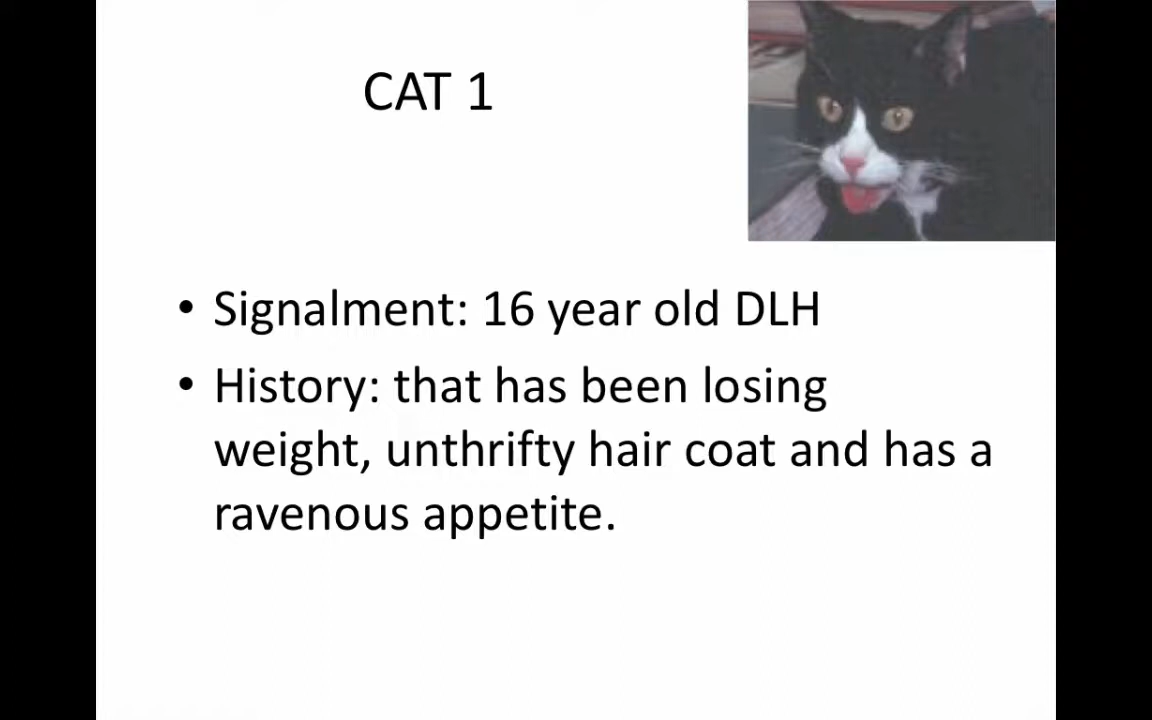 CAT 1
• Signalment: 16 year old DLH
• History: that has been losing
weight, unthrifty hair coat and has a
ravenous appetite.